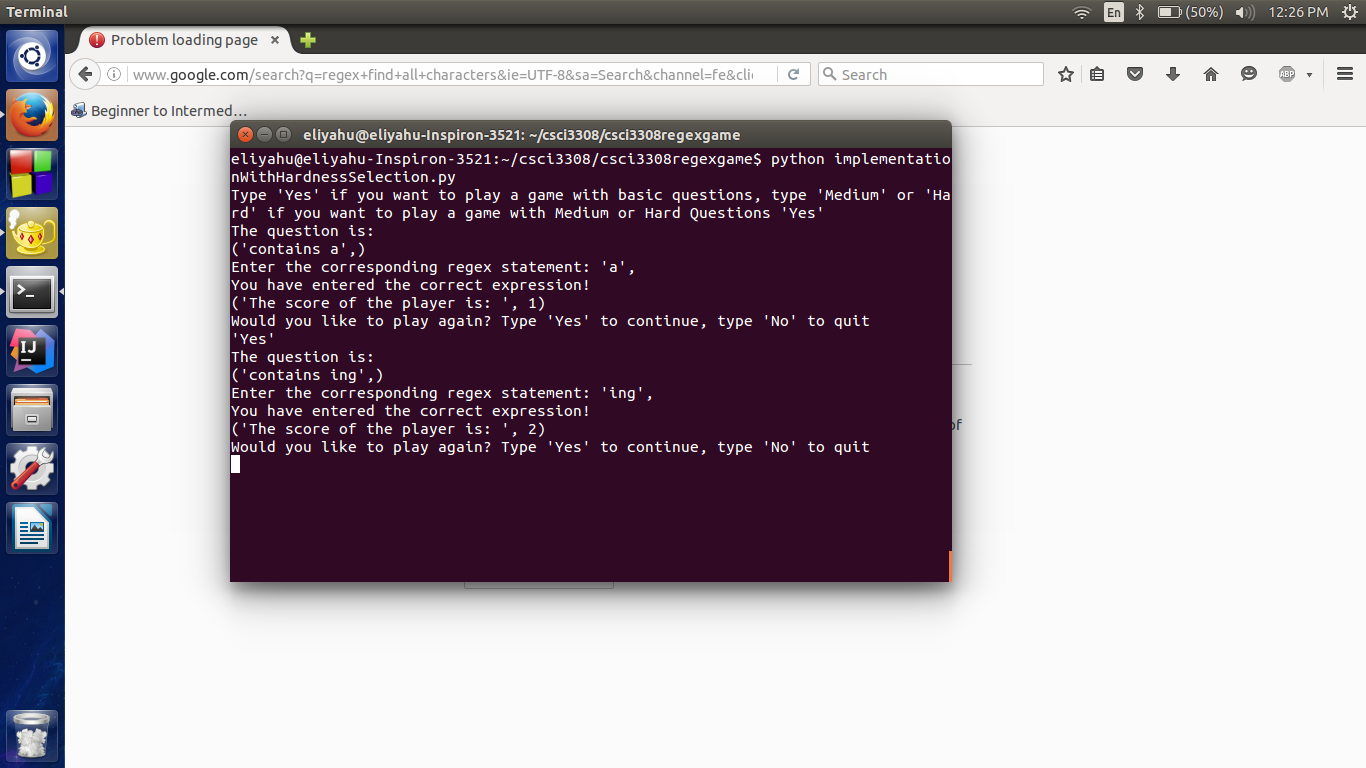 Terminal
En
(50%)
12:26 PM
Problem loading page
www.google.com/search?q=regex+find+all+characters&ie=UTF-8&sa=Search&channel=fe&clie
Search
ABP
Beginner to Intermed…
eliyahu@eliyahu-Inspiron-3521: ~/csci3308/csci3308regexgame
eliyahu@eliyahu-Inspiron-3521:~/csci3308/csci3308regexgame$ python implementatio
nWithHardnessSelection.py
Type 'Yes' if you want to play a game with basic questions, type 'Medium' or 'Ha
rd' if you want to play a game with Medium or Hard Questions 'Yes'
The question is:
('contains a',)
Enter the corresponding regex statement: 'a',
You have entered the correct expression!
('The score of the player is: ', 1)
Would you like to play again? Type 'Yes' to continue, type 'No' to quit
'Yes'
The question is:
('contains ing',)
Enter the corresponding regex statement: 'ing',
You have entered the correct expression!
('The score of the player is: ', 2)
Would you like to play again? Type 'Yes' to continue, type 'No' to quit
of
IJ